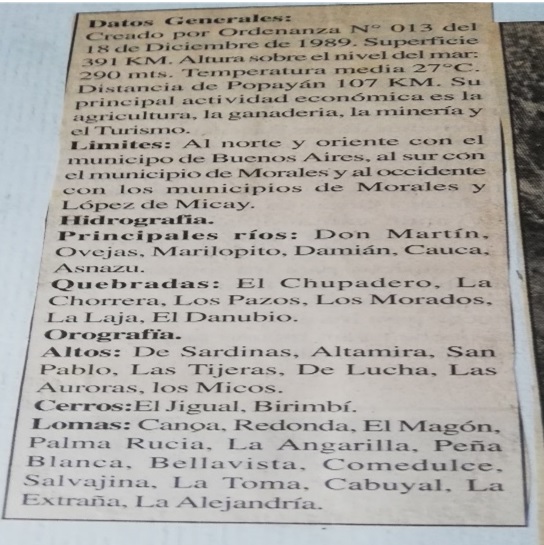 Datos Generales:
Creado por Ordenanza N° 013 del
18 de Diciembre de 1989. Superficie
391 KM. Altura sobre el nivel del mar:
290 mts. Temperatura media 27°C.
Distancia de Popayán 107 KM. Su
principal actividad económica es la
agricultura, la ganaderia, la minería y
el Turismo.
Limites: Al norte y oriente con el
municipo de Buenos Aires, al sur con
el municipio de Morales y al occidente
con los municipios de Morales y
López de Micay.
Hidrografia.
Principales ríos: Don Martín,
Ovejas, Marilopito, Damián, Cauca,
Asnazu.
Quebradas: El Chupadero, La
Chorrera, Los Pazos, Los Morados,
La Laja, El Danubio.
Orografía.
Altos: De Sardinas, Altamira, San
Pablo, Las Tijeras, De Lucha, Las
Auroras, los Micos.
Cerros:El Jigual, Birimbí.
Lomas: Canoa, Redonda, El Magón,
Palma Rucia, La Angarilla, Peña
Blanca, Bellavista, Comedulce,
Salvajina, La Toma, Cabuyal, La
Extraña, La Alejandría.